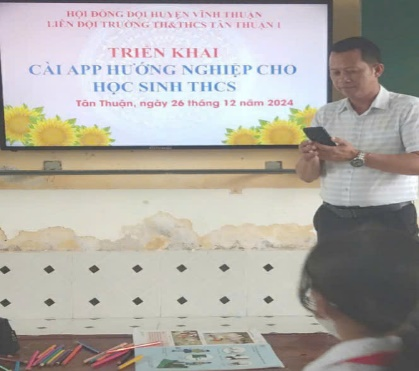 HỘI ĐỒNG ĐỘI HUYỆN VĨNH THUẬN
LIÊN ĐỘI TRƯỜNG TH&THCS TÂN THUẬN 1
TRIỂN KHAI
CÀI APP HƯỚNG NGHIỆP CHO
HỌC SINH THCS
Tân Thuận, ngày 26 tháng 12 năm 2024